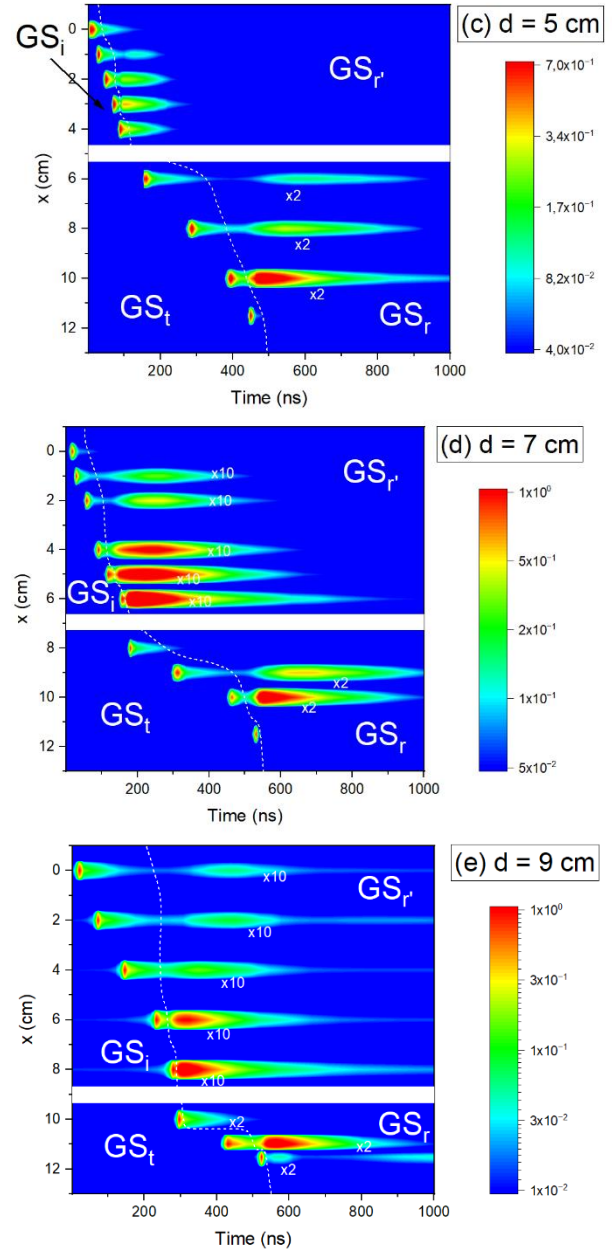 (c) d = 5 cm
GSi
GSr'
x2
x2
x2
GSt
GSr
x (cm)
0
2
4
6
8
10
12
200
400
600
800
1000
Time (ns)
7,0x10⁻¹
3,4x10⁻¹
1,7x10⁻¹
8,2x10⁻²
4,0x10⁻²
(d) d = 7 cm
GSr'
x10
x10
x10
x10
x10
GSi
x2
x2
GSt
GSr
x (cm)
0
2
4
6
8
10
12
200
400
600
800
1000
Time (ns)
1x10⁰
5x10⁻¹
2x10⁻¹
1x10⁻¹
5x10⁻²
(e) d = 9 cm
GSr'
x10
x10
x10
x10
x10
GSi
x2
x2
x2
GSt
GSr
x (cm)
0
2
4
6
8
10
12
200
400
600
800
1000
Time (ns)
1x10⁰
3x10⁻¹
1x10⁻¹
3x10⁻²
1x10⁻²